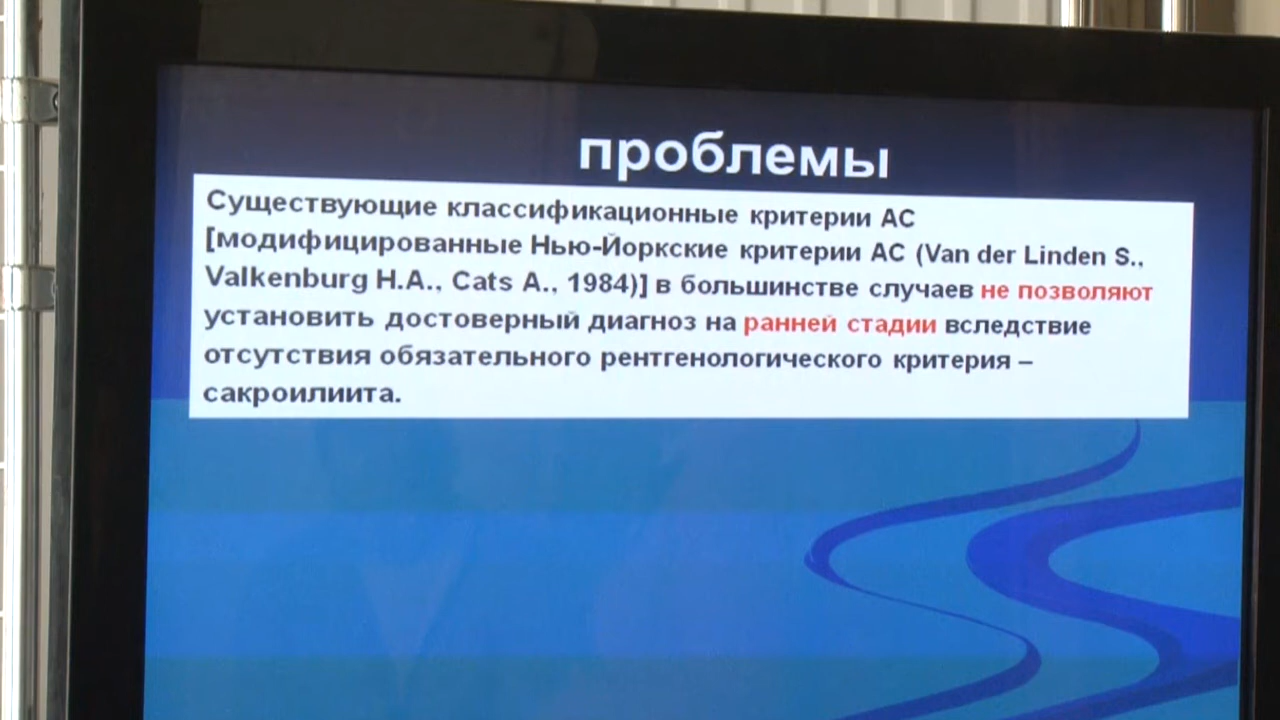 проблемы
Существующие классификационные критерии АС
[модифицированные Нью-Йоркские критерии АС (Van der Linden S.,
Valkenburg H.A., Cats A., 1984)] в большинстве случаев не позволяют
установить достоверный диагноз на ранней стадии вследствие
отсутствия обязательного рентгенологического критерия –
сакроилиита.